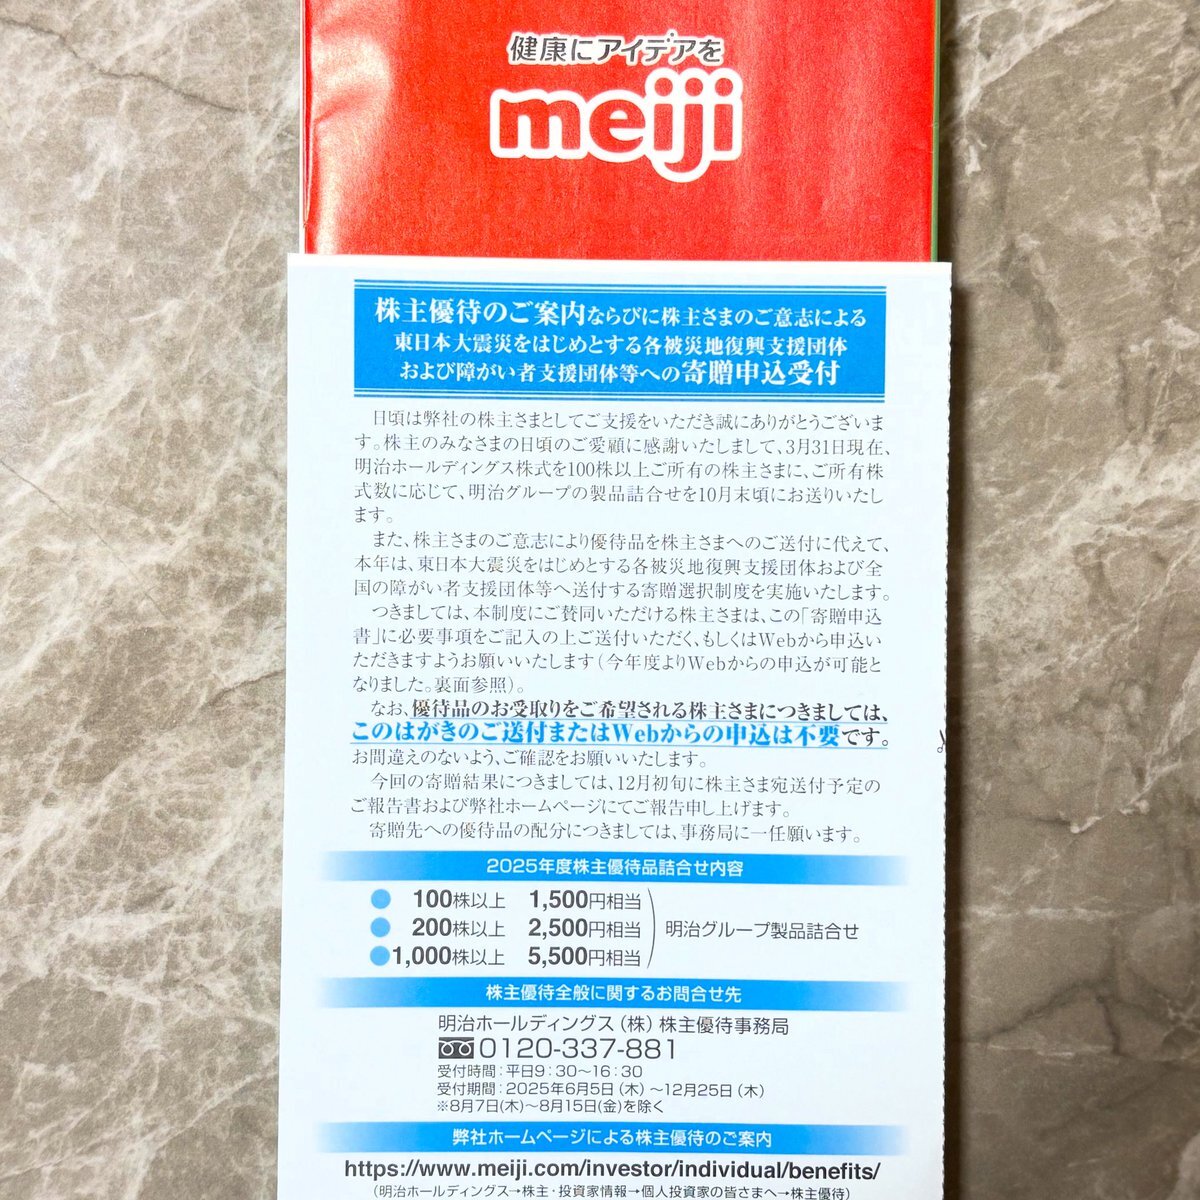 健康にアイデアを
meiji
株主優待のご案内ならびに株主さまのご意志による
東日本大震災をはじめとする各被災地復興支援団体
および障がい者支援団体等への寄贈申込受付
日頃は弊社の株主さまとしてご支援をいただき誠にありがとうございま
す。株主のみなさまの日頃のご愛顧に感謝いたしまして、3月31日現在、
明治ホールディングス株式を100株以上ご所有の株主さまに、ご所有株
式数に応じて、明治グループの製品詰合せを10月末頃にお送りいたし
ます。
また、株主さまのご意志により優待品を株主さまへのご送付に代えて、
本年は、東日本大震災をはじめとする各被災地復興支援団体および全
国の障がい者支援団体等へ送付する寄贈選択制度を実施いたします。
つきましては、本制度にご賛同いただける株主さまは、この「寄贈申込
書」に必要事項をご記入の上ご送付いただく、もしくはWebから申込い
ただきますようお願いいたします(今年度よりWebからの申込が可能と
なりました。裏面参照)。
なお、優待品のお受取りをご希望される株主さまにつきましては、
このはがきのご送付またはWebからの申込は不要です。
お間違えのないよう、ご確認をお願いいたします。
今回の寄贈結果につきましては、12月初旬に株主さま宛送付予定の
ご報告書および弊社ホームページにてご報告申し上げます。
寄贈先への優待品の配分につきましては、事務局に一任願います。
2025年度株主優待品詰合せ内容
●100株以上 1,500円相当
●200株以上 2,500円相当 明治グループ製品詰合せ
●1,000株以上 5,500円相当
株主優待全般に関するお問合せ先
明治ホールディングス(株)株主優待事務局
0120-337-881
受付時間:平日9:30〜16:30
受付期間:2025年6月5日(木)〜12月25日(木)
※8月7日(木)〜8月15日(金)を除く
弊社ホームページによる株主優待のご案内
https://www.meiji.com/investor/individual/benefits/
(明治ホールディングス→株主・投資家情報→個人投資家の皆さまへ→株主優待)